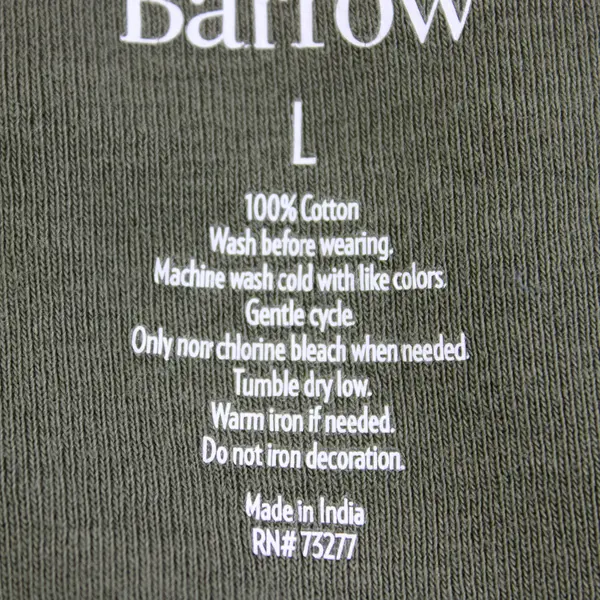 Barrow
L
100% Cotton
Wash before wearing.
Machine wash cold with like colors.
Gentle cycle.
Only non chlorine bleach when needed.
Tumble dry low.
Warm iron if needed.
Do not iron decoration.
Made in India
RN# 73277